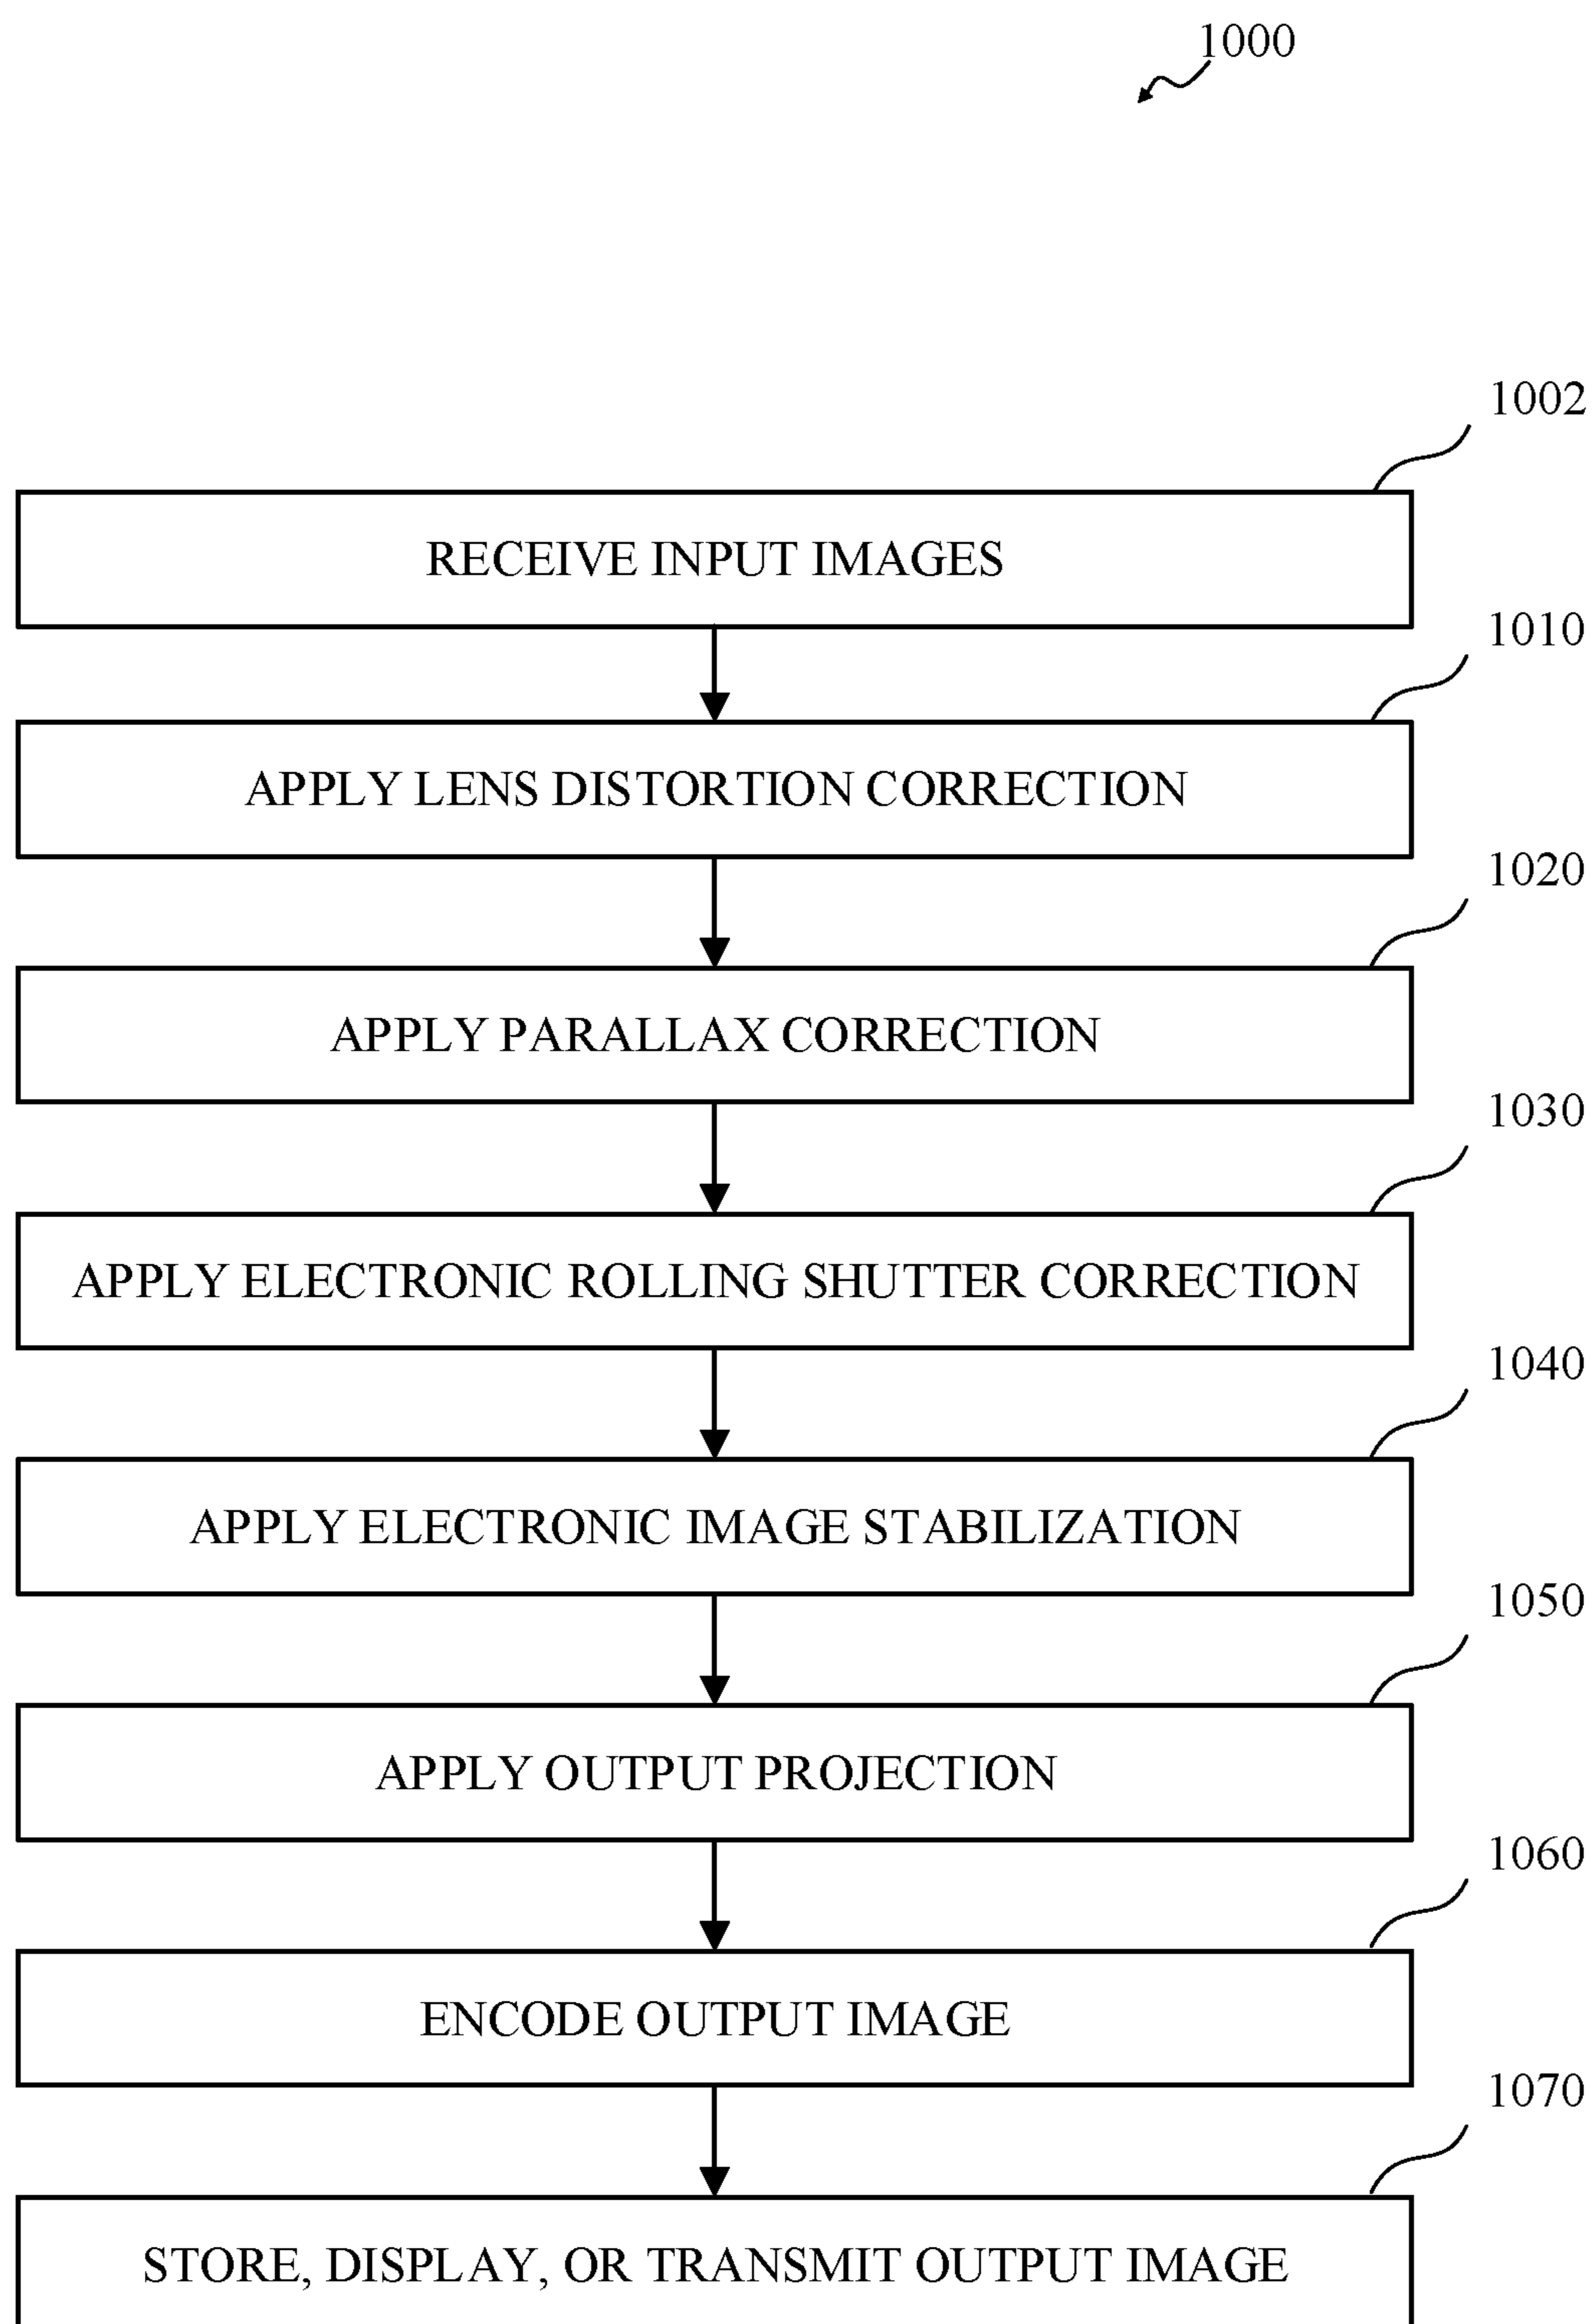 1000
1002
RECEIVE INPUT IMAGES
1010
APPLY LENS DISTORTION CORRECTION
1020
APPLY PARALLAX CORRECTION
1030
APPLY ELECTRONIC ROLLING SHUTTER CORRECTION
1040
APPLY ELECTRONIC IMAGE STABILIZATION
1050
APPLY OUTPUT PROJECTION
1060
ENCODE OUTPUT IMAGE
1070
STORE, DISPLAY, OR TRANSMIT OUTPUT IMAGE